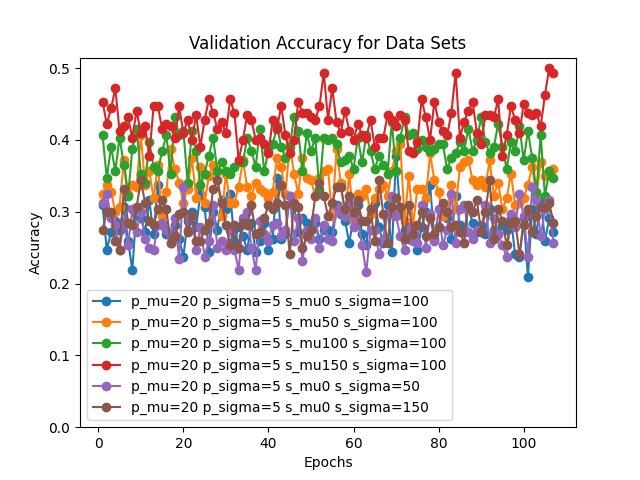 Validation Accuracy for Data Sets
0.5
0.4
0.3
0.2
0.1
0.0
Accuracy
p_mu=20 p_sigma=5 s_mu0 s_sigma=100
p_mu=20 p_sigma=5 s_mu50 s_sigma=100
p_mu=20 p_sigma=5 s_mu100 s_sigma=100
p_mu=20 p_sigma=5 s_mu150 s_sigma=100
p_mu=20 p_sigma=5 s_mu0 s_sigma=50
p_mu=20 p_sigma=5 s_mu0 s_sigma=150
0 20 40 60 80 100
Epochs